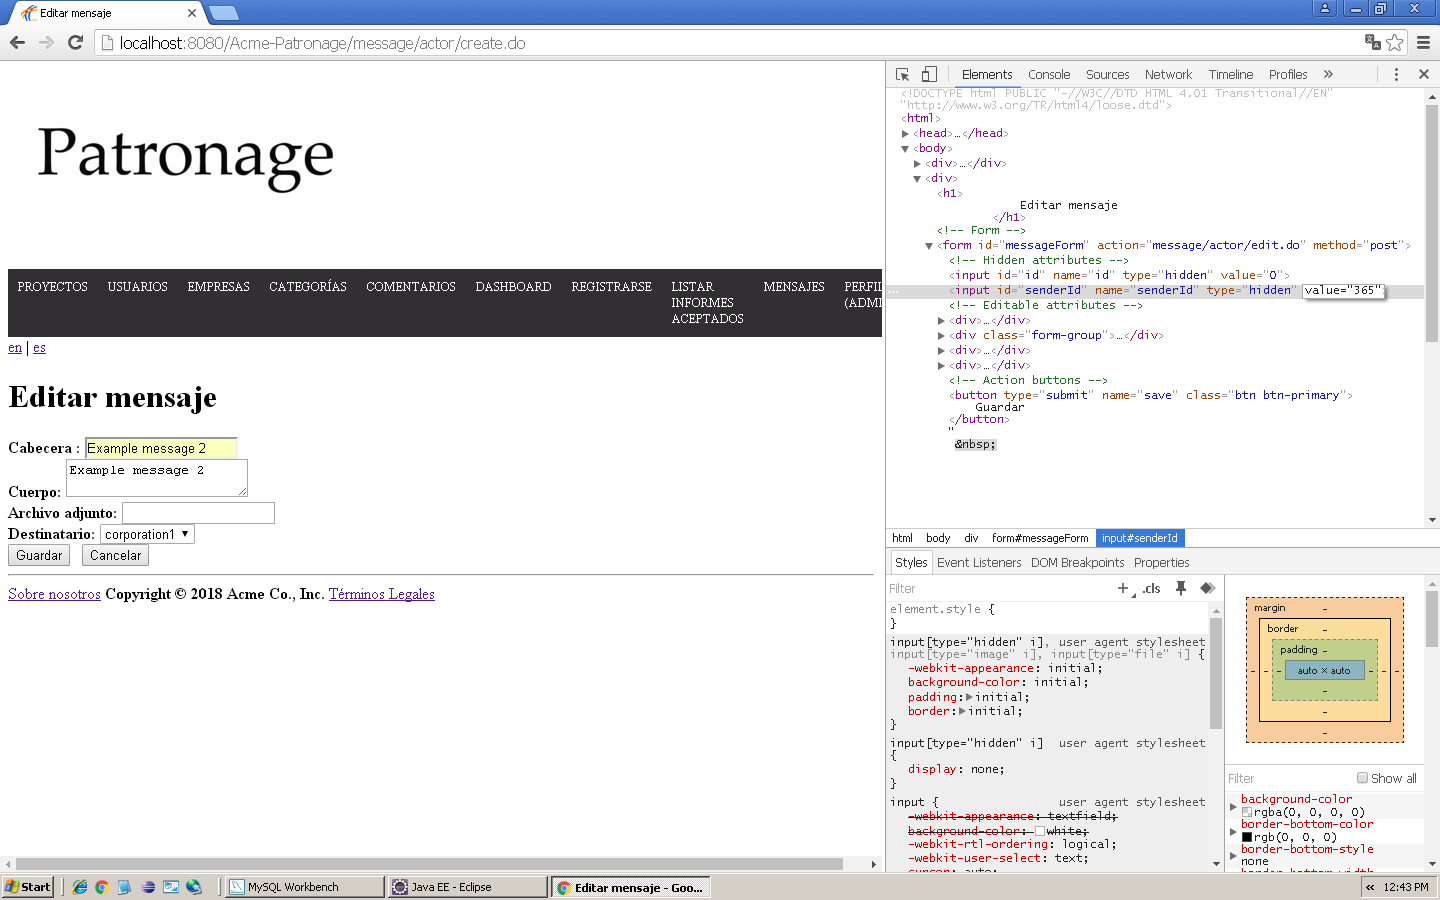 Editar mensaje
localhost:8080/Acme-Patronage/message/actor/create.do
Patronage
PROYECTOS USUARIOS EMPRESAS CATEGORÍAS COMENTARIOS DASHBOARD REGISTRARSE LISTAR INFORMES ACEPTADOS MENSAJES PERFIL (ADMI
en | es
Editar mensaje
Cabecera : Example message 2
Cuerpo: Example message 2
Archivo adjunto:
Destinatario: corporation1
Guardar Cancelar
Sobre nosotros Copyright © 2018 Acme Co., Inc. Términos Legales
Elements Console Sources Network Timeline Profiles »
<!DOCTYPE html PUBLIC "-//W3C//DTD HTML 4.01 Transitional//EN"
"http://www.w3.org/TR/html4/loose.dtd">
<html>
<head>…</head>
<body>
<div>…</div>
<div>
<h1>
Editar mensaje
</h1>
<!-- Form -->
<form id="messageForm" action="message/actor/edit.do" method="post">
<!-- Hidden attributes -->
<input id="id" name="id" type="hidden" value="0">
<input id="senderId" name="senderId" type="hidden" value="365"
<!-- Editable attributes -->
<div>…</div>
<div class="form-group">…</div>
<div>…</div>
<div>…</div>
<!-- Action buttons -->
<button type="submit" name="save" class="btn btn-primary">
Guardar
</button>
"
&nbsp;
html body div form#messageForm input#senderId
Styles Event Listeners DOM Breakpoints Properties
Filter + .cls
element.style {
}
input[type="hidden" i], user agent stylesheet
input[type="image" i], input[type="file" i] {
-webkit-appearance: initial;
background-color: initial;
padding: initial;
border: initial;
}
input[type="hidden" i] user agent stylesheet
{
display: none;
}
input { user agent stylesheet
-webkit-appearance: textfield;
background-color: white;
-webkit-rtl-ordering: logical;
-webkit-user-select: text;
cursor: auto;
margin -
border -
padding -
- - - auto × auto - - -
-
-
-
Filter Show all
background-color
rgba(0, 0, 0, 0)
border-bottom-color
rgb(0, 0, 0)
border-bottom-style
none
border-bottom-width
Start MySQL Workbench Java EE - Eclipse Editar mensaje - Goo... « 12:43 PM